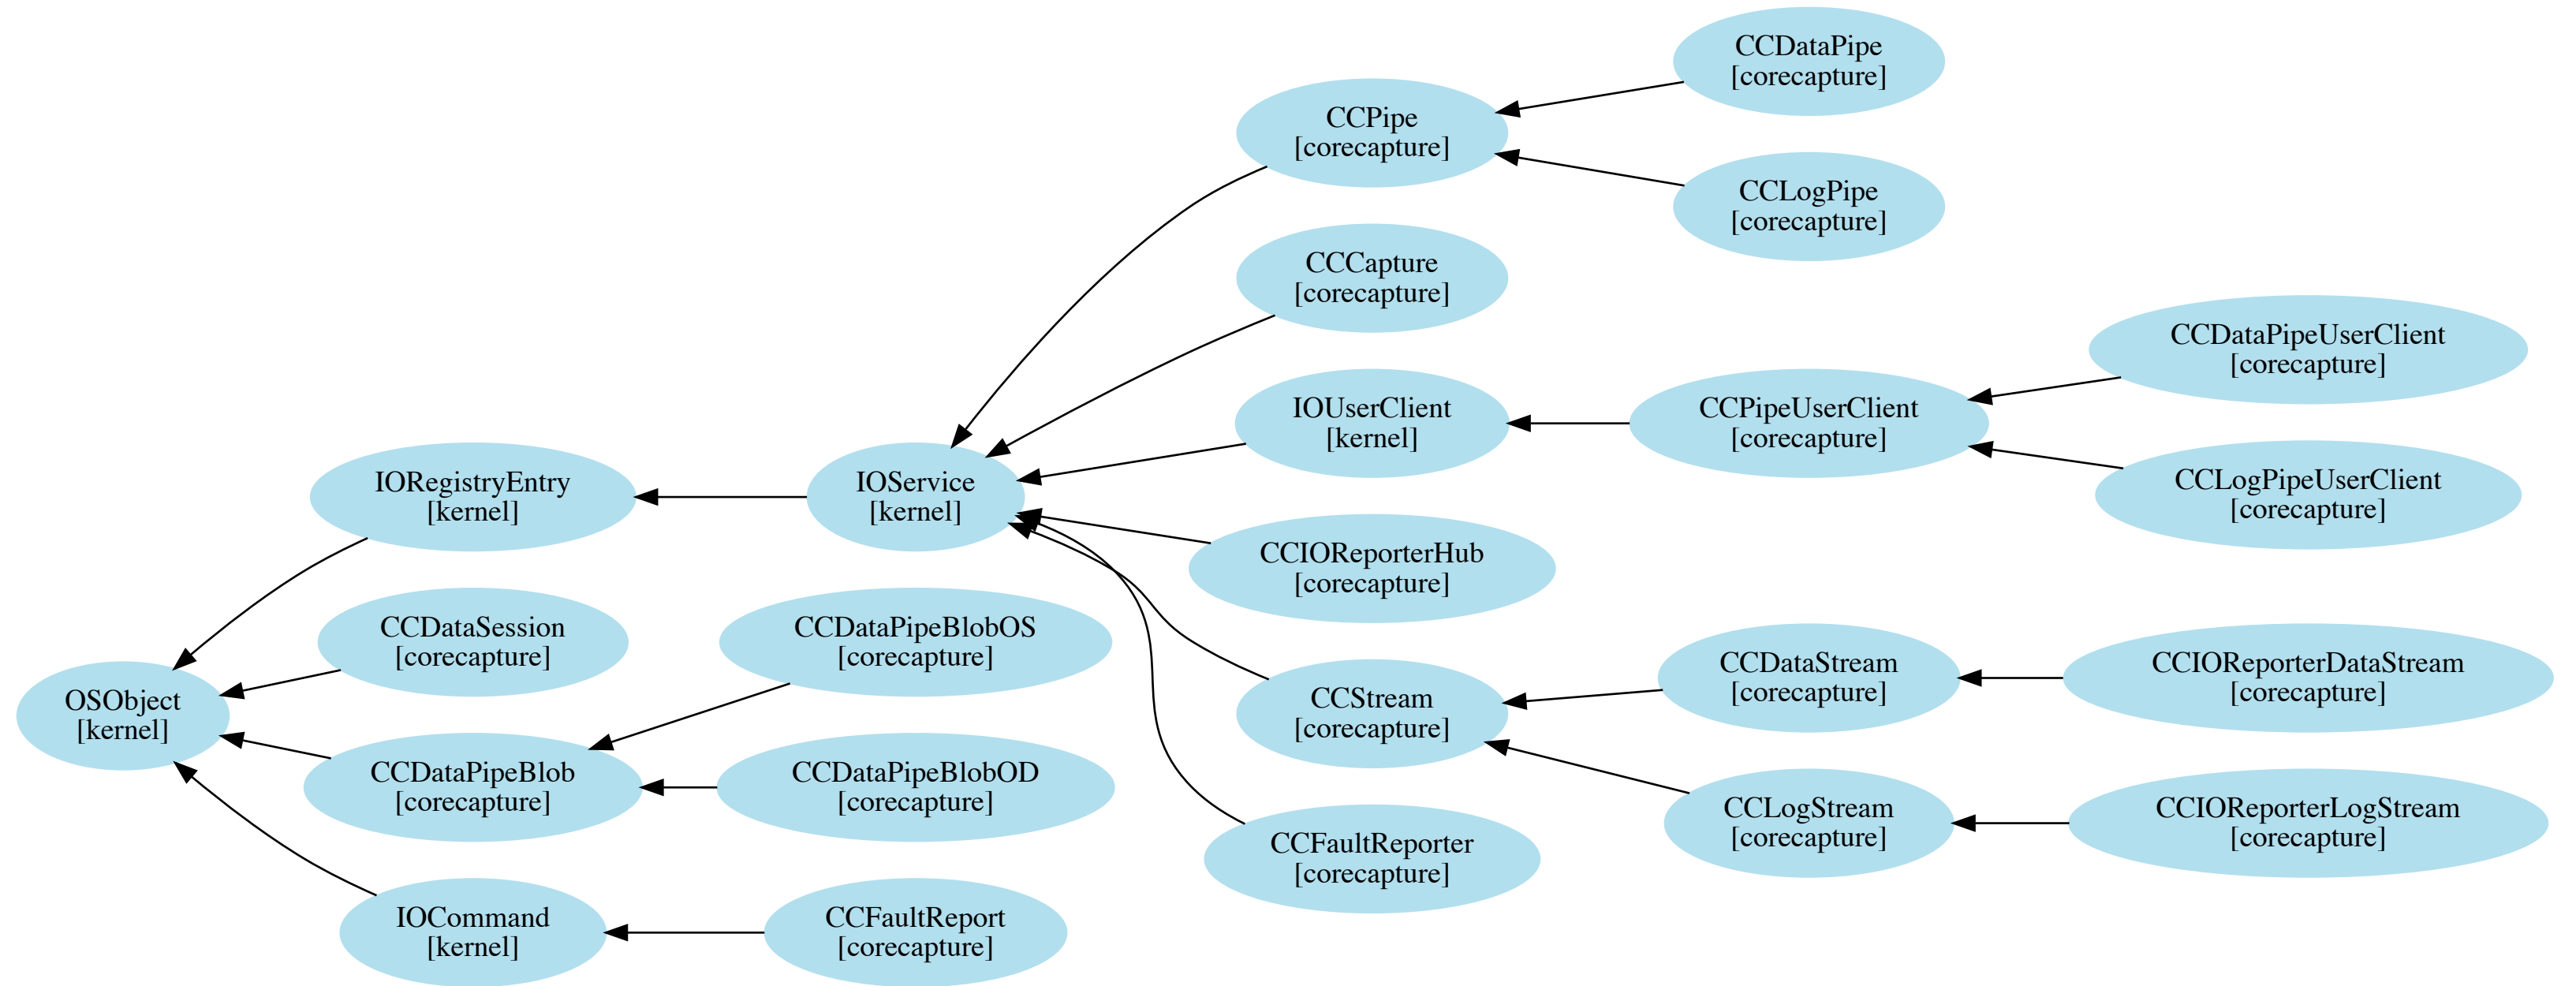 CCDataPipe
[corecapture]
CCPipe
[corecapture]
CCLogPipe
[corecapture]
CCCapture
[corecapture]
CCDataPipeUserClient
[corecapture]
IOUserClient
[kernel]
CCPipeUserClient
[corecapture]
IORegistryEntry
[kernel]
IOService
[kernel]
CCLogPipeUserClient
[corecapture]
CCIOReporterHub
[corecapture]
CCDataSession
[corecapture]
CCDataPipeBlobOS
[corecapture]
CCDataStream
[corecapture]
CCIOReporterDataStream
[corecapture]
OSObject
[kernel]
CCStream
[corecapture]
CCDataPipeBlob
[corecapture]
CCDataPipeBlobOD
[corecapture]
CCLogStream
[corecapture]
CCIOReporterLogStream
[corecapture]
CCFaultReporter
[corecapture]
IOCommand
[kernel]
CCFaultReport
[corecapture]